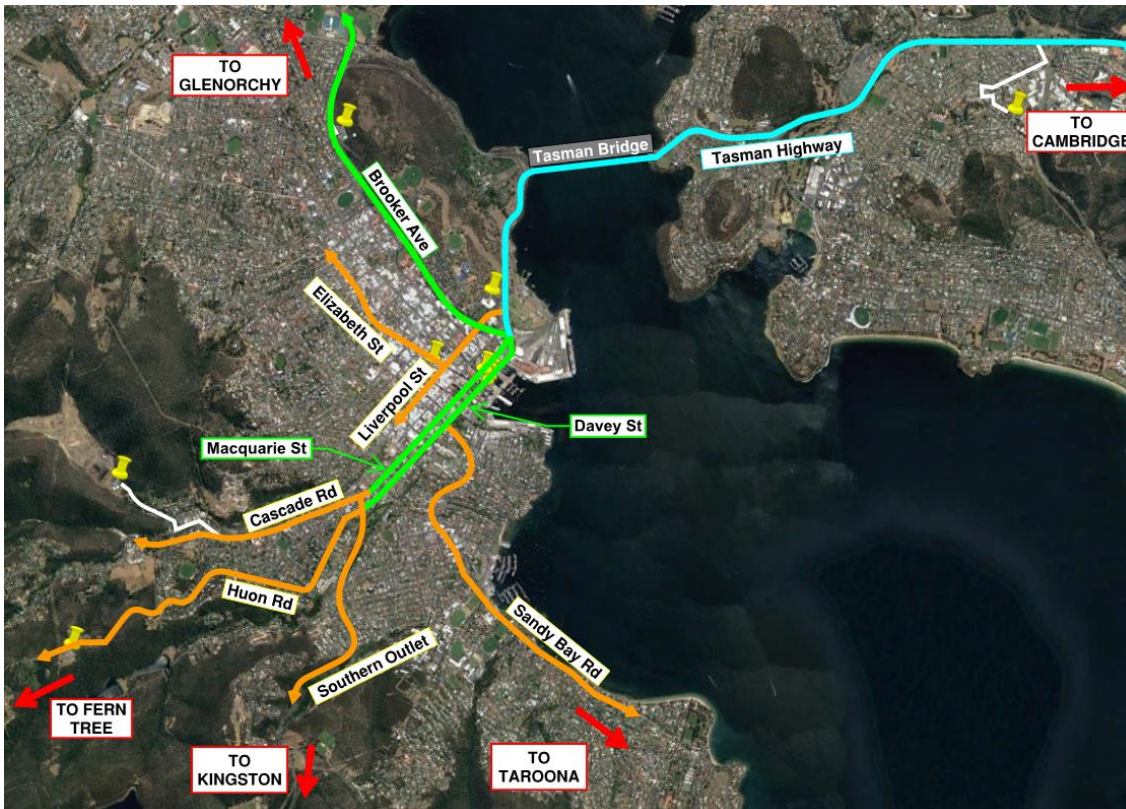 TO
GLENORCHY
Tasman Bridge
Tasman Highway
TO
CAMBRIDGE
Brooker Ave
Elizabeth St
Liverpool St
Davey St
Macquarie St
Cascade Rd
Huon Rd
Sandy Bay Rd
Southern Outlet
TO FERN
TREE
TO
KINGSTON
TO
TAROONA